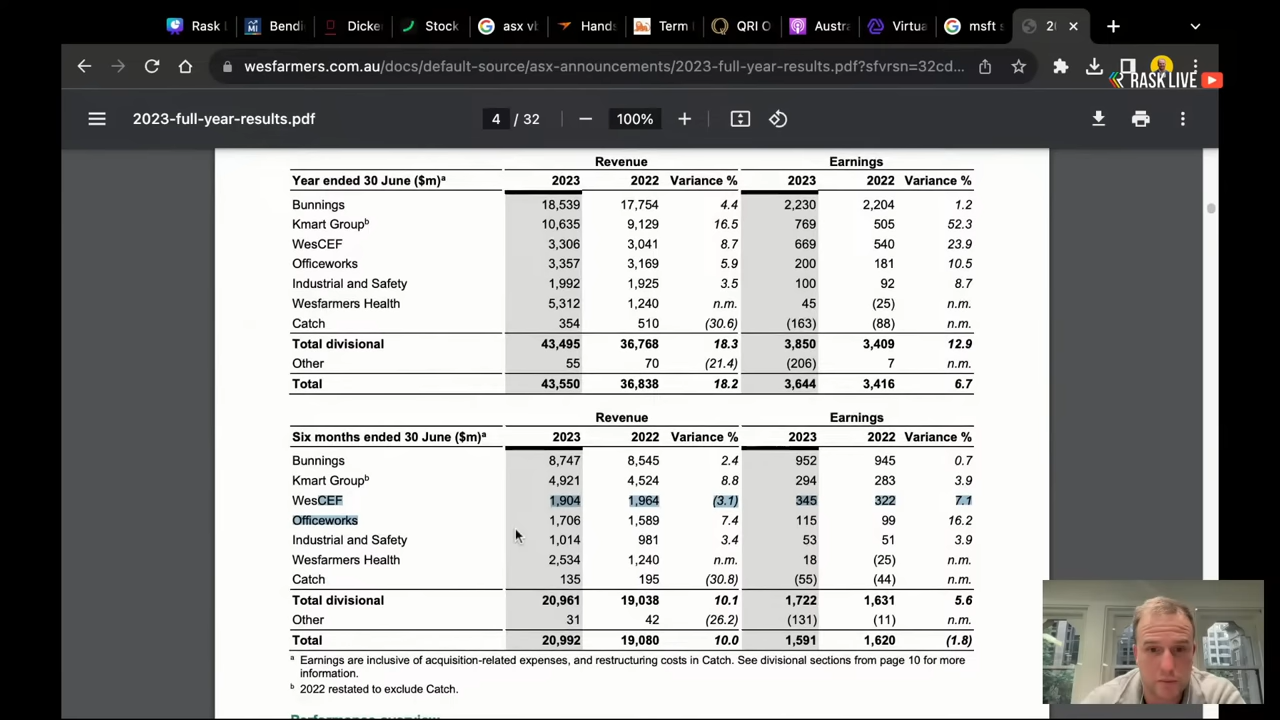 Rask l
Bendi
Dicke
Stock
asx vl
Hands
Term
QRI O
Austra
Virtua
msft s
2
wesfarmers.com.au/docs/default-source/asx-announcements/2023-full-year-results.pdf?sfvrsn=32cd...
RASK LIVE
2023-full-year-results.pdf
4 / 32
100%
Revenue Earnings
Year ended 30 June ($m)ᵃ 2023 2022 Variance % 2023 2022 Variance %
Bunnings 18,539 17,754 4.4 2,230 2,204 1.2
Kmart Groupᵇ 10,635 9,129 16.5 769 505 52.3
WesCEF 3,306 3,041 8.7 669 540 23.9
Officeworks 3,357 3,169 5.9 200 181 10.5
Industrial and Safety 1,992 1,925 3.5 100 92 8.7
Wesfarmers Health 5,312 1,240 n.m. 45 (25) n.m.
Catch 354 510 (30.6) (163) (88) n.m.
Total divisional 43,495 36,768 18.3 3,850 3,409 12.9
Other 55 70 (21.4) (206) 7 n.m.
Total 43,550 36,838 18.2 3,644 3,416 6.7
Revenue Earnings
Six months ended 30 June ($m)ᵃ 2023 2022 Variance % 2023 2022 Variance %
Bunnings 8,747 8,545 2.4 952 945 0.7
Kmart Groupᵇ 4,921 4,524 8.8 294 283 3.9
WesCEF 1,904 1,964 (3.1) 345 322 7.1
Officeworks 1,706 1,589 7.4 115 99 16.2
Industrial and Safety 1,014 981 3.4 53 51 3.9
Wesfarmers Health 2,534 1,240 n.m. 18 (25) n.m.
Catch 135 195 (30.8) (55) (44) n.m.
Total divisional 20,961 19,038 10.1 1,722 1,631 5.6
Other 31 42 (26.2) (131) (11) n.m.
Total 20,992 19,080 10.0 1,591 1,620 (1.8)
ᵃ Earnings are inclusive of acquisition-related expenses, and restructuring costs in Catch. See divisional sections from page 10 for more
information.
ᵇ 2022 restated to exclude Catch.
Performance overview